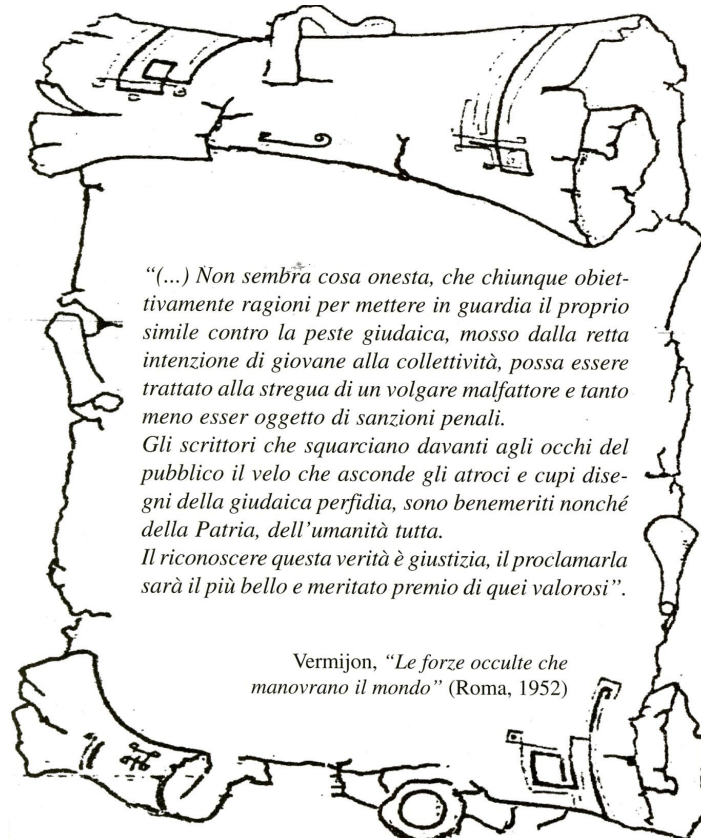 “(...) Non sembra cosa onesta, che chiunque obiet-
tivamente ragioni per mettere in guardia il proprio
simile contro la peste giudaica, mosso dalla retta
intenzione di giovane alla collettività, possa essere
trattato alla stregua di un volgare malfattore e tanto
meno esser oggetto di sanzioni penali.
Gli scrittori che squarciano davanti agli occhi del
pubblico il velo che asconde gli atroci e cupi dise-
gni della giudaica perfidia, sono benemeriti nonché
della Patria, dell’umanità tutta.
Il riconoscere questa verità è giustizia, il proclamarla
sarà il più bello e meritato premio di quei valorosi”.
Vermijon, “Le forze occulte che
manovrano il mondo” (Roma, 1952)